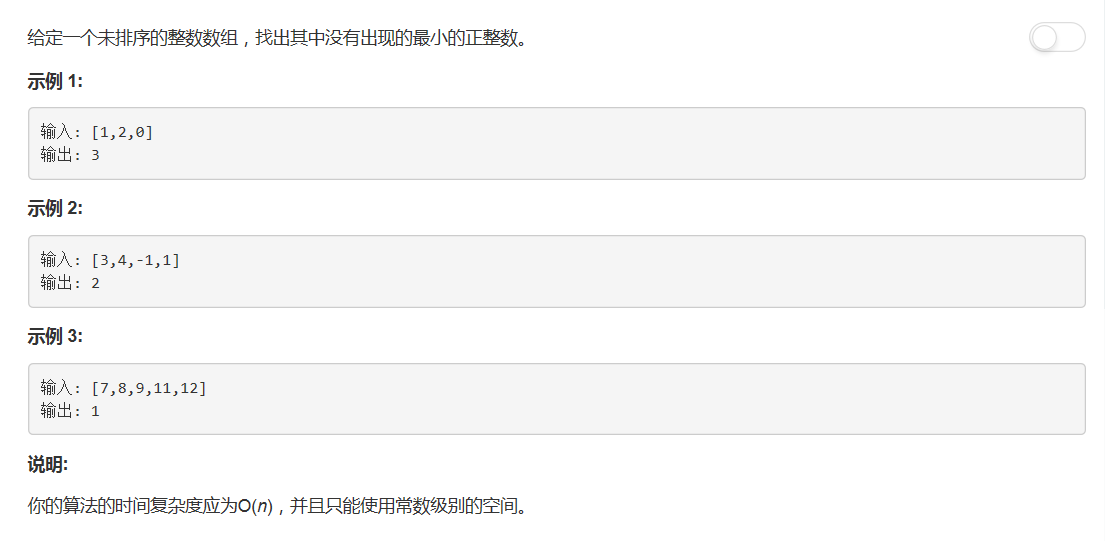 给定一个未排序的整数数组，找出其中没有出现的最小的正整数。
示例 1:
输入: [1,2,0]
输出: 3
示例 2:
输入: [3,4,-1,1]
输出: 2
示例 3:
输入: [7,8,9,11,12]
输出: 1
说明:
你的算法的时间复杂度应为O(n)，并且只能使用常数级别的空间。